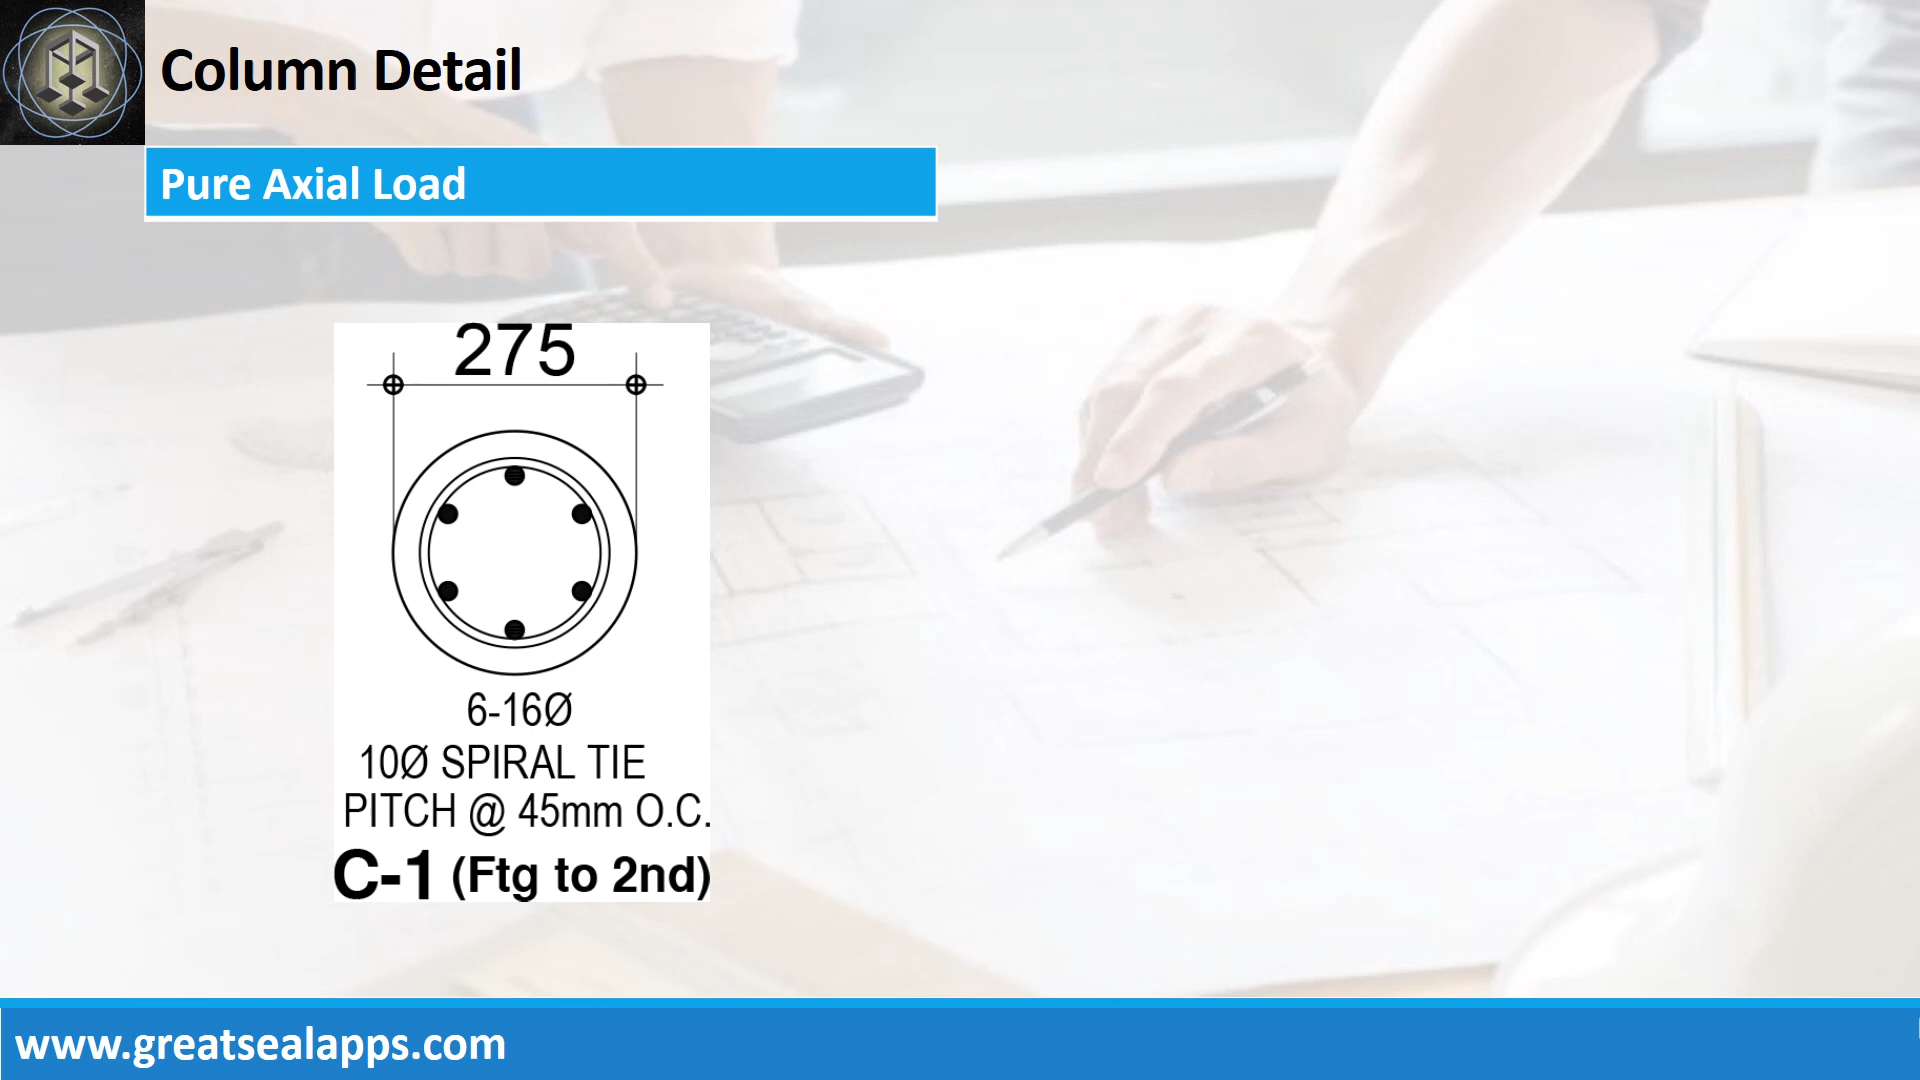 Column Detail
Pure Axial Load
275
6-16Ø
10Ø SPIRAL TIE
PITCH @ 45mm O.C.
C-1 (Ftg to 2nd)
www.greatsealapps.com